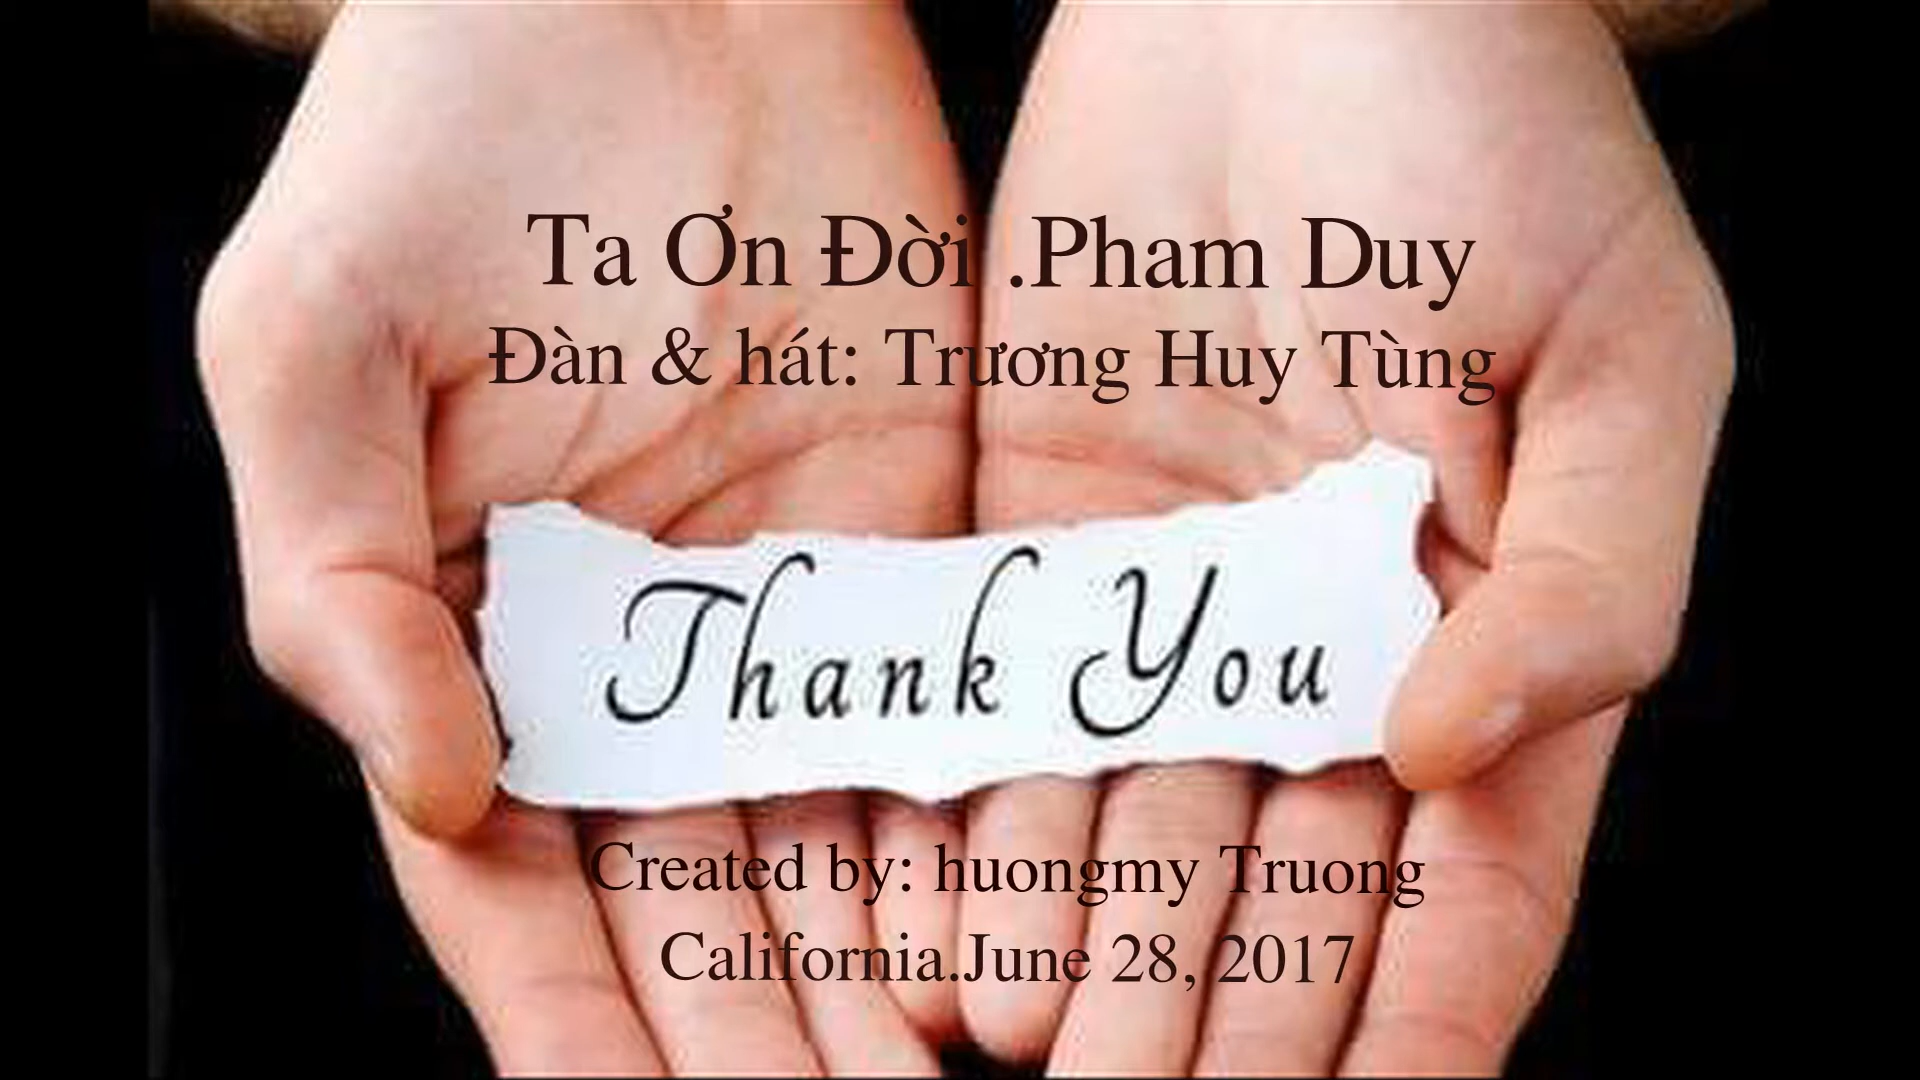 Ta Ơn Đời .Pham Duy
Đàn & hát: Trương Huy Tùng
Thank You
Created by: huongmy Truong
California.June 28, 2017